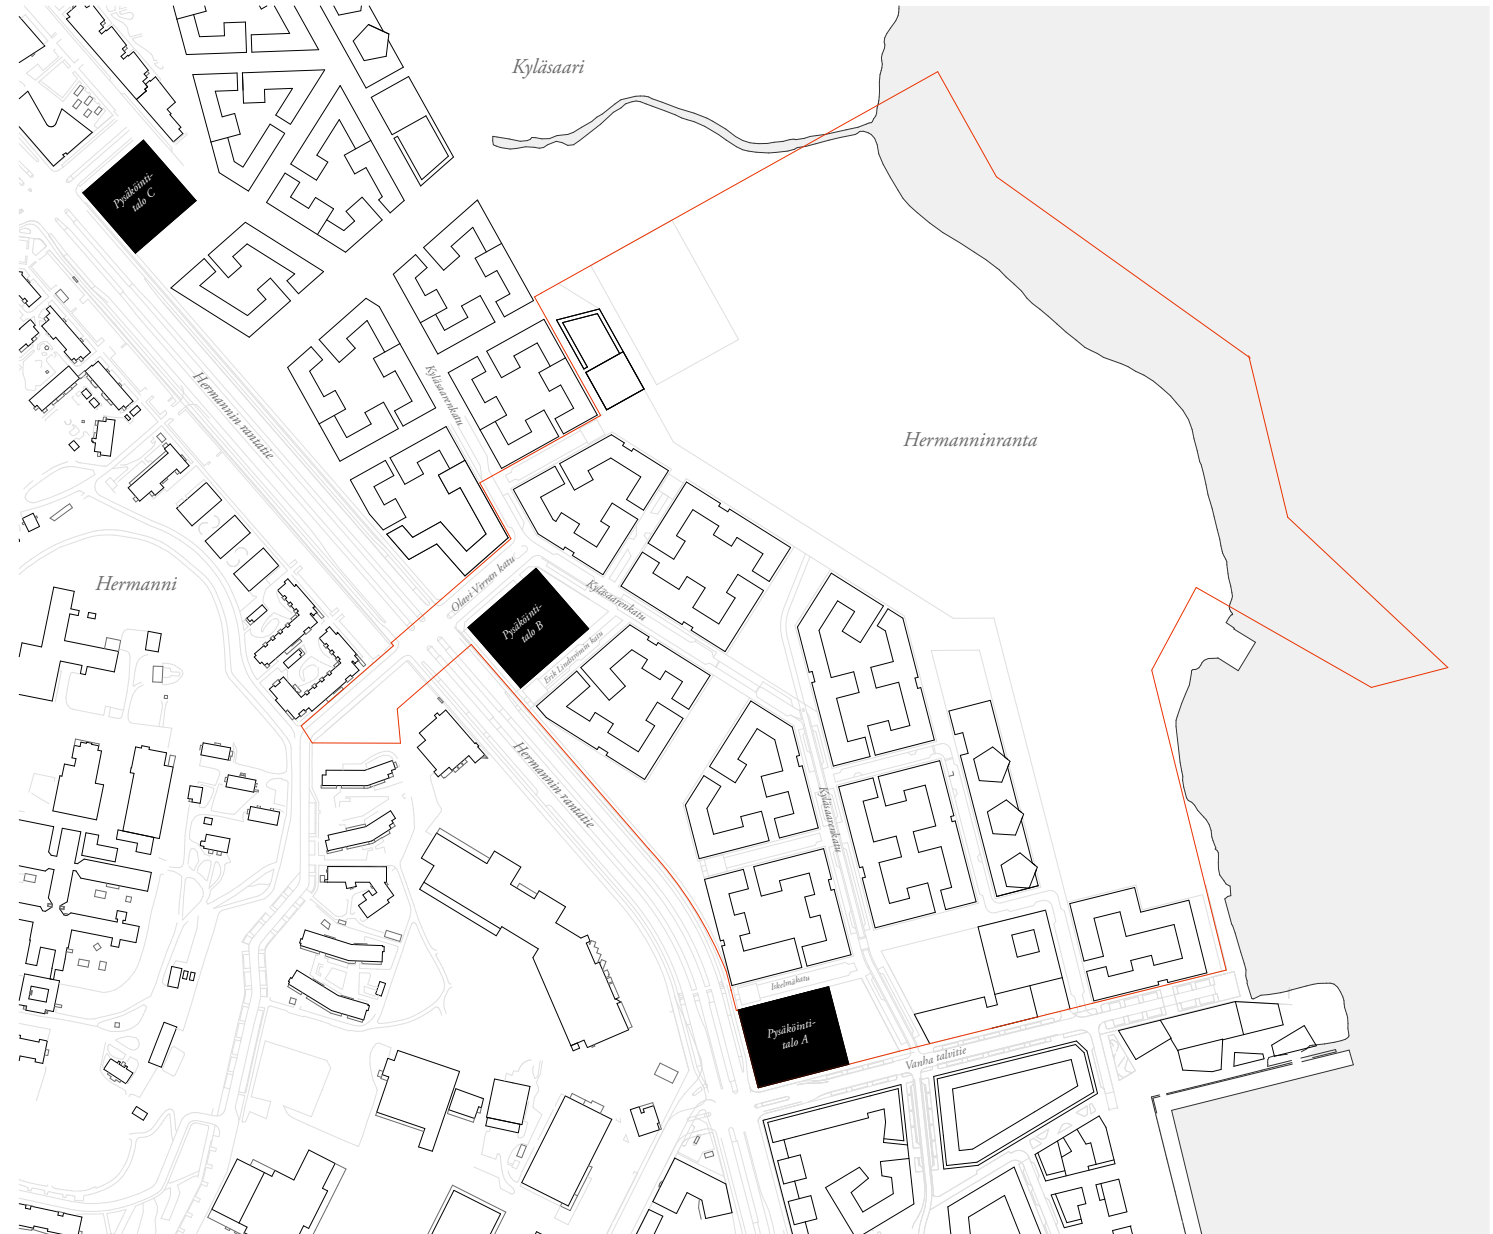 Kyläsaari
Pysäköinti-
talo C
Hermannin rantatie
Kyläsaarenkatu
Hermanninranta
Hermanni
Olavi Virran katu
Pysäköinti-
talo B
Kyläsaarenkatu
Erik Lindströmin katu
Hermannin rantatie
Kyläsaarenkatu
Iskelmäkatu
Pysäköinti-
talo A
Vanha talvitie